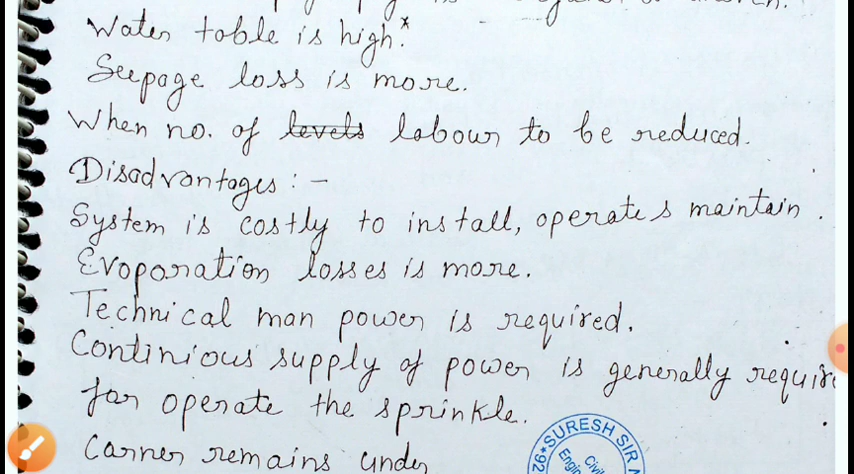 Water table is high.*
Seepage loss is more.
When no. of levels labour to be reduced.
Disadvantages : -
System is costly to install, operate & maintain .
Evoporation losses is more.
Technical man power is required.
Continious supply of power is generally requir
for operate the sprinkle.
Corner remains under
*SURESH SIR
Civil
Engin